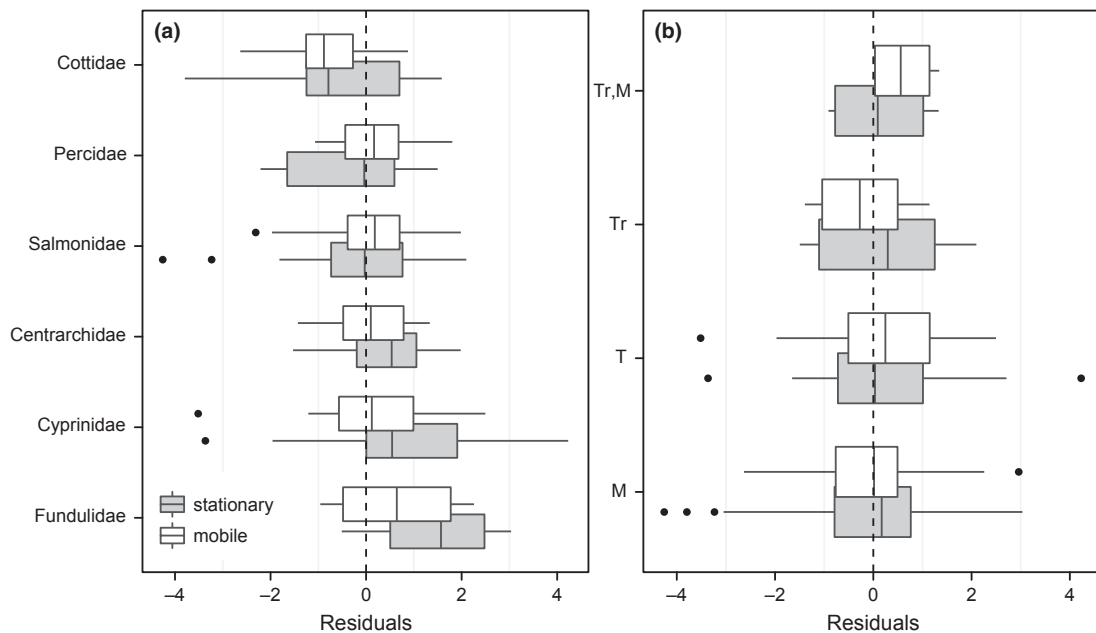 (a)
Cottidae
Percidae
Salmonidae
Centrarchidae
Cyprinidae
Fundulidae
stationary
mobile
–4 –2 0 2 4
Residuals
(b)
Tr,M
Tr
T
M
–4 –2 0 2 4
Residuals